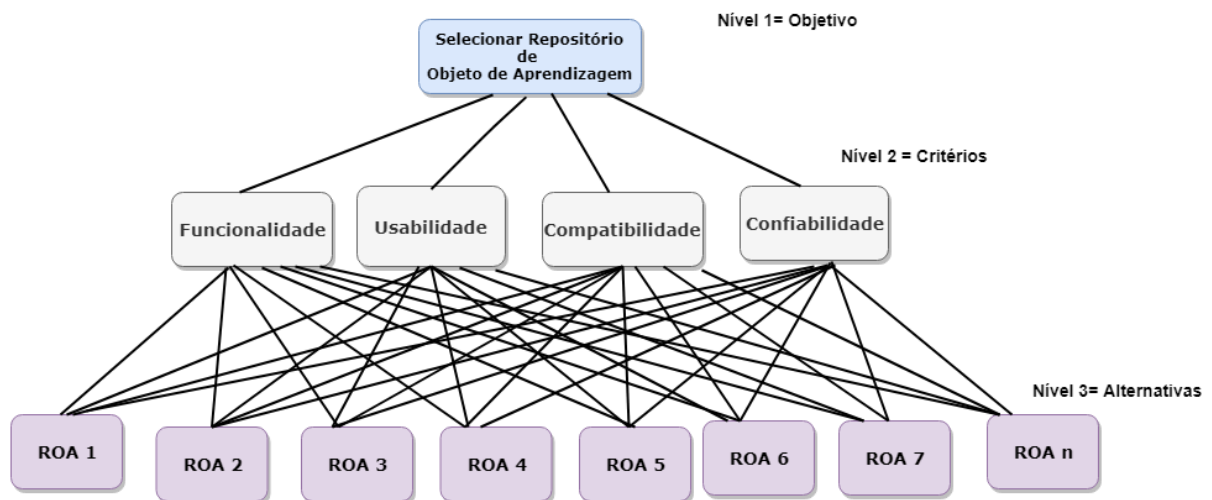 Nível 1= Objetivo
Selecionar Repositório
de
Objeto de Aprendizagem
Nível 2 = Critérios
Funcionalidade
Usabilidade
Compatibilidade
Confiabilidade
Nível 3= Alternativas
ROA 1
ROA 2
ROA 3
ROA 4
ROA 5
ROA 6
ROA 7
ROA n